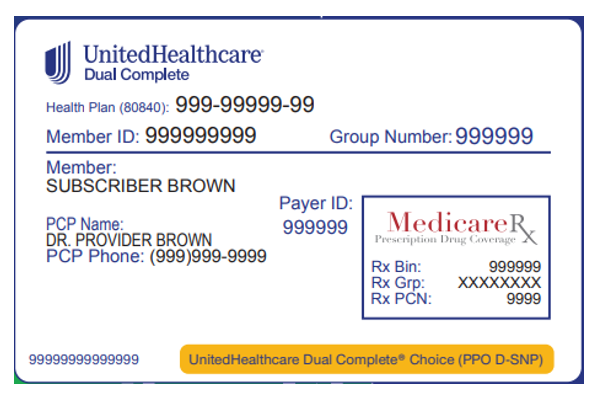 UnitedHealthcare®
Dual Complete
Health Plan (80840): 999-99999-99
Member ID: 999999999 Group Number: 999999
Member:
SUBSCRIBER BROWN
Payer ID:
999999
PCP Name:
DR. PROVIDER BROWN
PCP Phone: (999)999-9999
MedicareRx
Prescription Drug Coverage
Rx Bin: 999999
Rx Grp: XXXXXXXX
Rx PCN: 9999
99999999999999
UnitedHealthcare Dual Complete® Choice (PPO D-SNP)